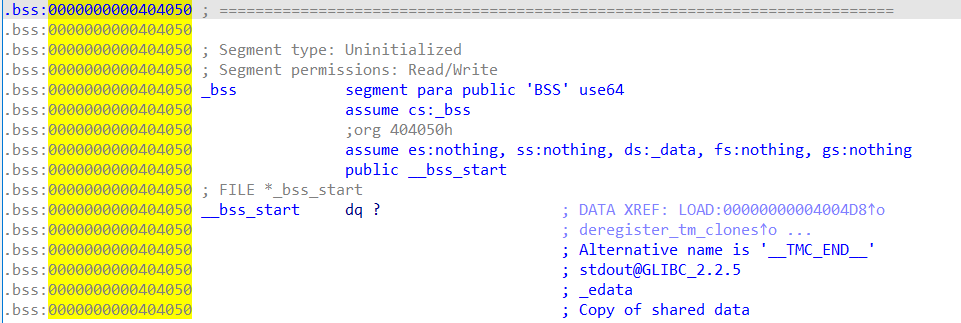 .bss:0000000000404050 ; ===========================================================================
.bss:0000000000404050
.bss:0000000000404050 ; Segment type: Uninitialized
.bss:0000000000404050 ; Segment permissions: Read/Write
.bss:0000000000404050 _bss segment para public 'BSS' use64
.bss:0000000000404050 assume cs:_bss
.bss:0000000000404050 ;org 404050h
.bss:0000000000404050 assume es:nothing, ss:nothing, ds:_data, fs:nothing, gs:nothing
.bss:0000000000404050 public __bss_start
.bss:0000000000404050 ; FILE *_bss_start
.bss:0000000000404050 __bss_start dq ? ; DATA XREF: LOAD:00000000004004D8↑o
.bss:0000000000404050 ; deregister_tm_clones↑o ...
.bss:0000000000404050 ; Alternative name is '__TMC_END__'
.bss:0000000000404050 ; stdout@GLIBC_2.2.5
.bss:0000000000404050 ; _edata
.bss:0000000000404050 ; Copy of shared data